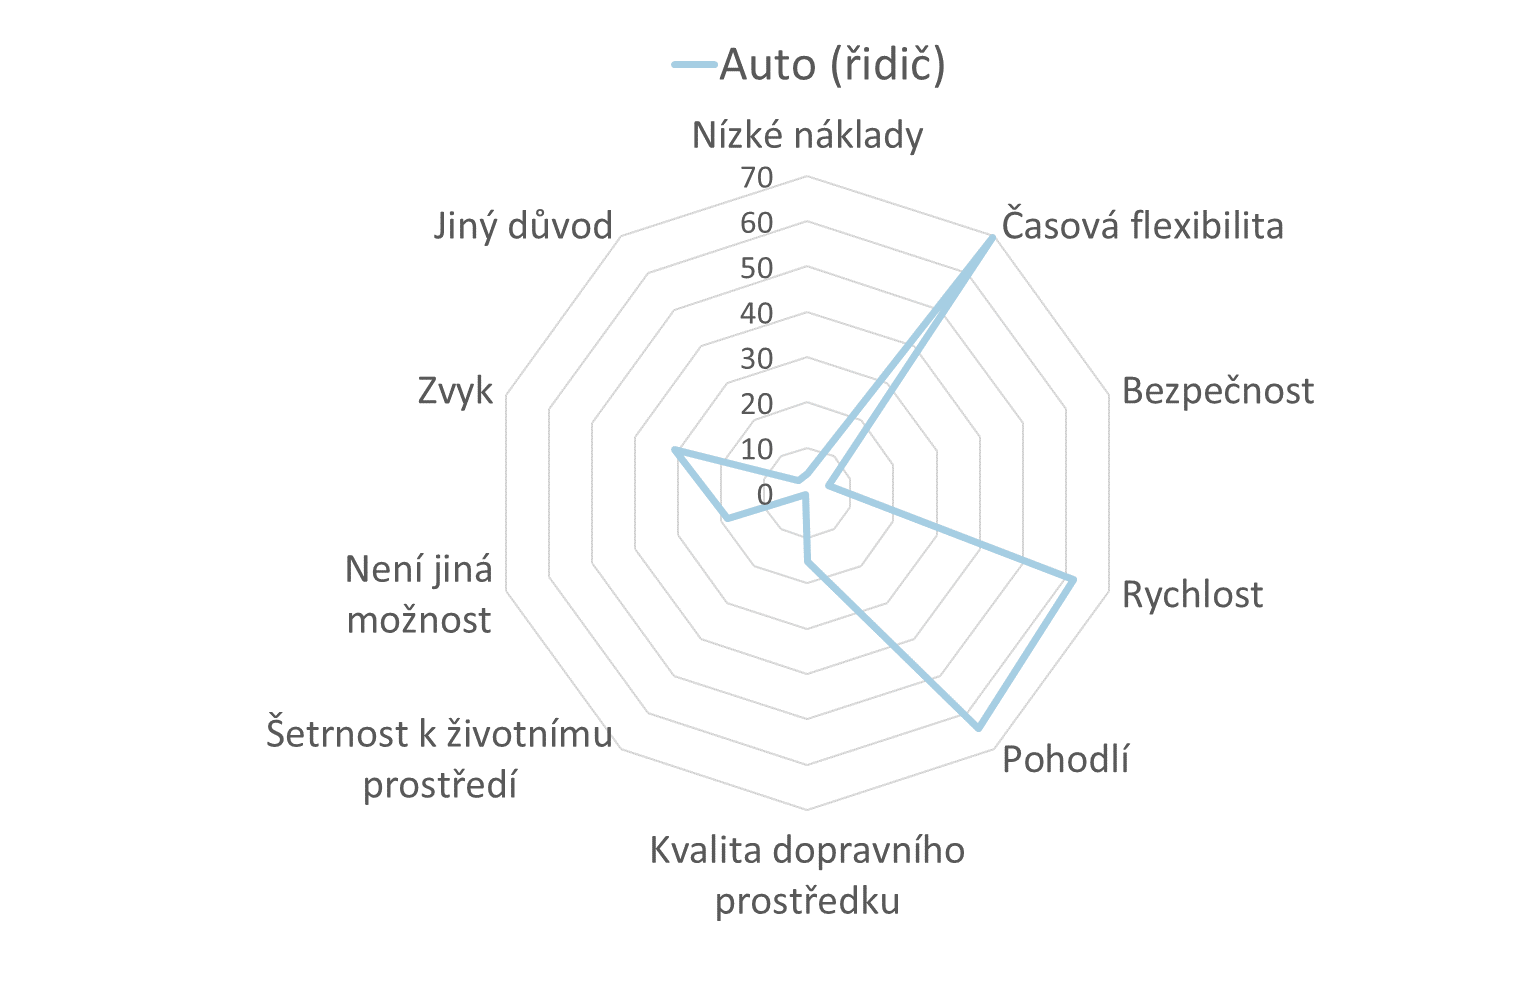 Auto (řidič)
Nízké náklady
70
60
50
40
30
20
10
0
Časová flexibilita
Bezpečnost
Rychlost
Pohodlí
Kvalita dopravního
prostředku
Šetrnost k životnímu
prostředí
Není jiná
možnost
Zvyk
Jiný důvod